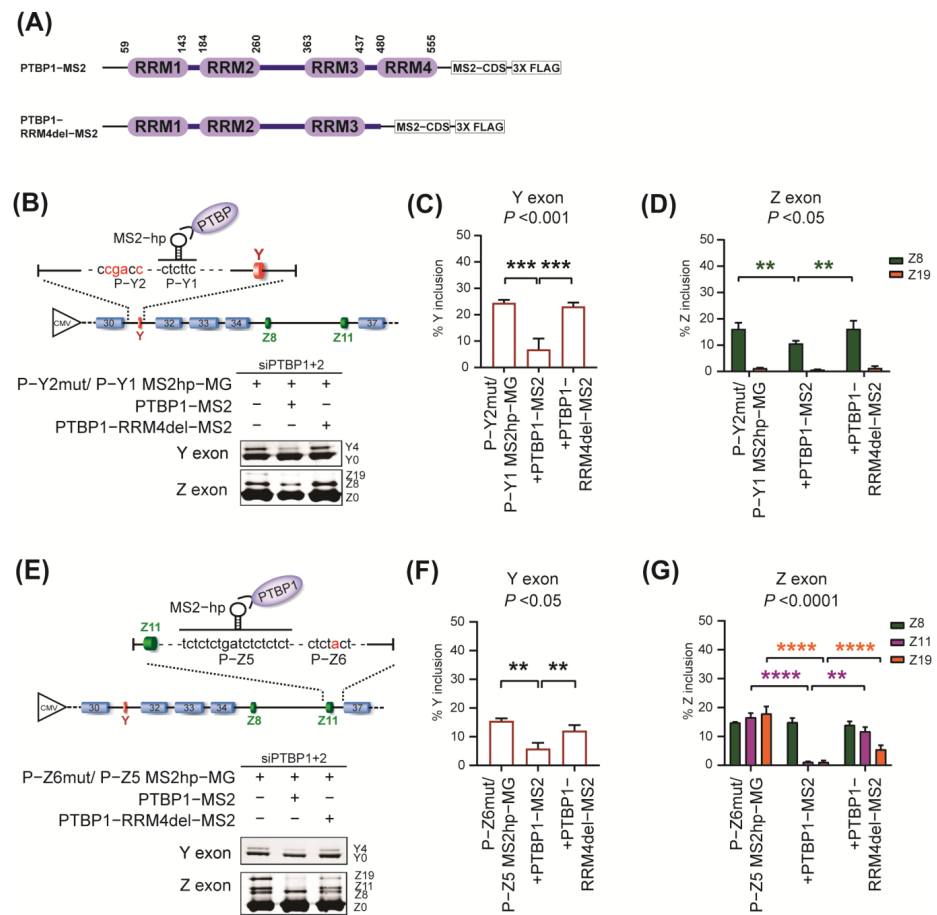 (A)
59 143 184 260 363 437 480 555
PTBP1−MS2 RRM1 RRM2 RRM3 RRM4 MS2−CDS 3X FLAG
PTBP1−
RRM4del−MS2 RRM1 RRM2 RRM3 MS2−CDS 3X FLAG
(B)
PTBP
MS2−hp
Y
ccgacc ctcttc
P−Y2 P−Y1
CMV 30 Y 32 33 34 Z8 Z11 37
siPTBP1+2
P−Y2mut/ P−Y1 MS2hp−MG + + +
PTBP1−MS2 − + −
PTBP1−RRM4del−MS2 − − +
Y exon Y4
Y0
Z exon Z19
Z8
Z0
(C)
Y exon
P <0.001
% Y inclusion
50
40
30
20
10
0
*** ***
P−Y2mut/
P−Y1 MS2hp−MG
+PTBP1−MS2
+PTBP1−
RRM4del−MS2
(D)
Z exon
P <0.05
% Z inclusion
50
40
30
20
10
0
** **
Z8
Z19
P−Y2mut/
P−Y1 MS2hp−MG
+PTBP1−MS2
+PTBP1−
RRM4del−MS2
(E)
PTBP1
MS2−hp
Z11
tctctctgatctctctct ctctact
P−Z5 P−Z6
CMV 30 Y 32 33 34 Z8 Z11 37
siPTBP1+2
P−Z6mut/ P−Z5 MS2hp−MG + + +
PTBP1−MS2 − + −
PTBP1−RRM4del−MS2 − − +
Y exon Y4
Y0
Z exon Z19
Z11
Z8
Z0
(F)
Y exon
P <0.05
% Y inclusion
50
40
30
20
10
0
** **
P−Z6mut/
P−Z5 MS2hp−MG
+PTBP1−MS2
+PTBP1−
RRM4del−MS2
(G)
Z exon
P <0.0001
% Z inclusion
50
40
30
20
10
0
**** ****
**** **
Z8
Z11
Z19
P−Z6mut/
P−Z5 MS2hp−MG
+PTBP1−MS2
+PTBP1−
RRM4del−MS2